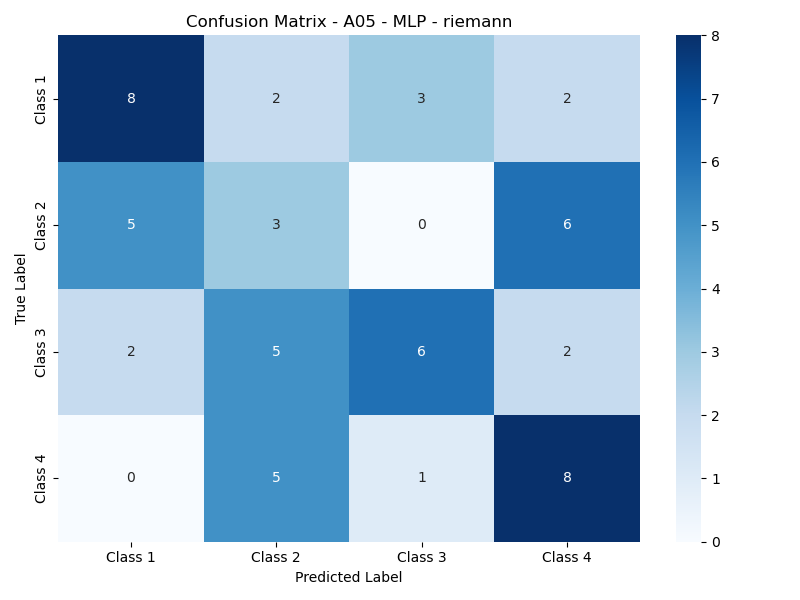 Confusion Matrix - A05 - MLP - riemann
True Label
Class 1
8 2 3 2
Class 2
5 3 0 6
Class 3
2 5 6 2
Class 4
0 5 1 8
Class 1 Class 2 Class 3 Class 4
Predicted Label
8
7
6
5
4
3
2
1
0